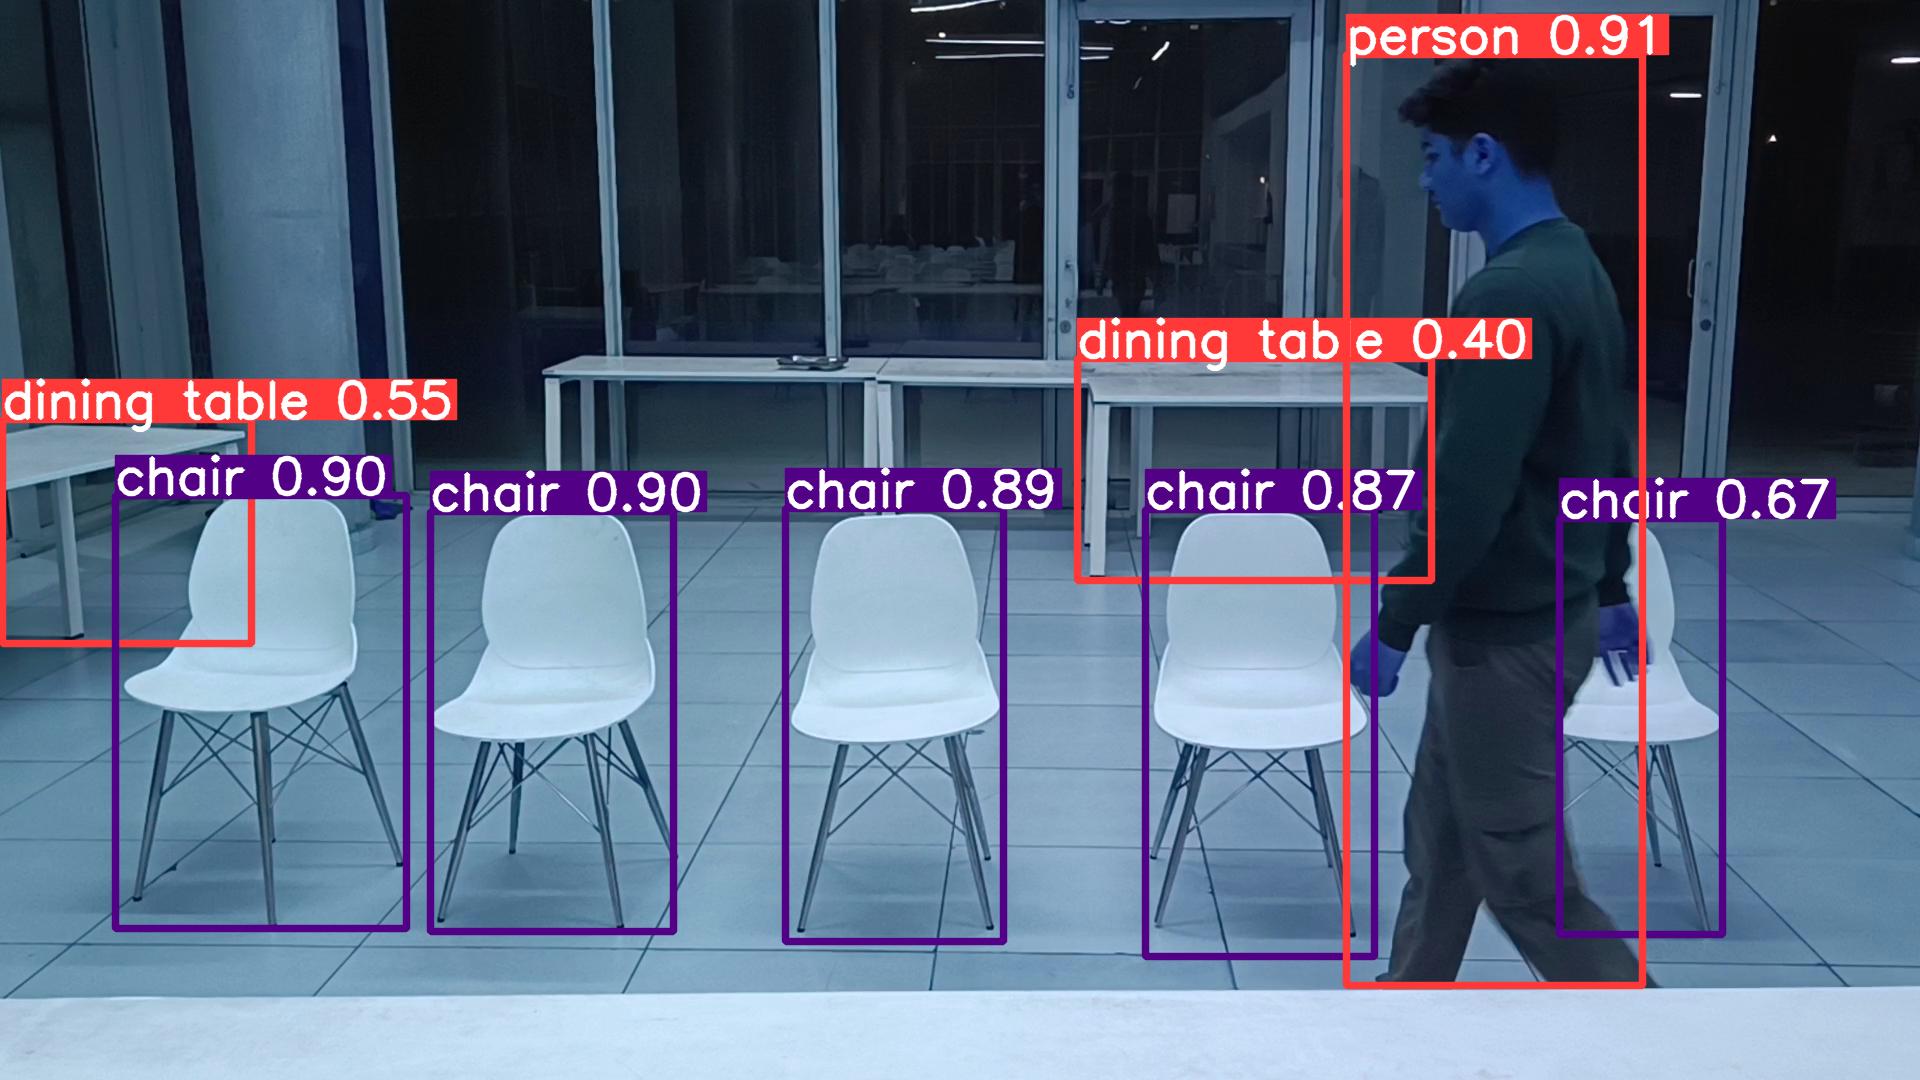 person 0.91
dining table 0.40
dining table 0.55
chair 0.90
chair 0.90
chair 0.89
chair 0.87
chair 0.67